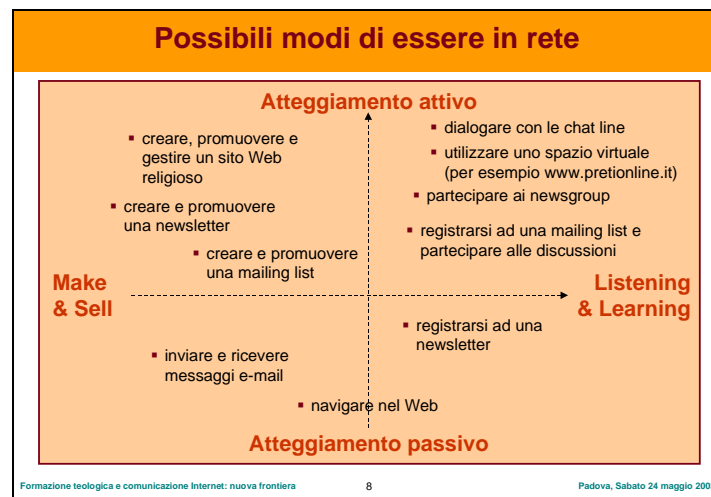 Possibili modi di essere in rete
Atteggiamento attivo
▪ creare, promuovere e
gestire un sito Web
religioso
▪ creare e promuovere
una newsletter
▪ creare e promuovere
una mailing list
▪ dialogare con le chat line
▪ utilizzare uno spazio virtuale
(per esempio www.pretionline.it)
▪ partecipare ai newsgroup
▪ registrarsi ad una mailing list e
partecipare alle discussioni
Make
& Sell
Listening
& Learning
▪ registrarsi ad una
newsletter
▪ inviare e ricevere
messaggi e-mail
▪ navigare nel Web
Atteggiamento passivo
Formazione teologica e comunicazione Internet: nuova frontiera
8
Padova, Sabato 24 maggio 200